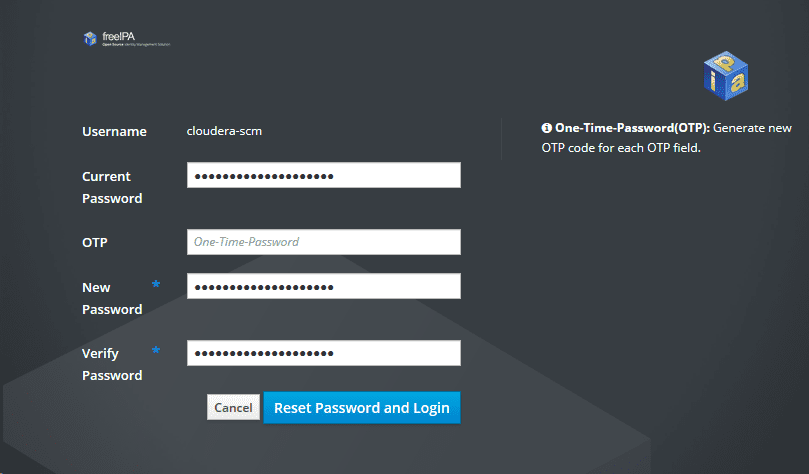 freeIPA
Open Source Identity Management Solution
Username cloudera-scm
Current
Password ••••••••••••••••••••
OTP One-Time-Password
New *
Password ••••••••••••••••••••
Verify *
Password ••••••••••••••••••••
Cancel Reset Password and Login
One-Time-Password(OTP): Generate new
OTP code for each OTP field.